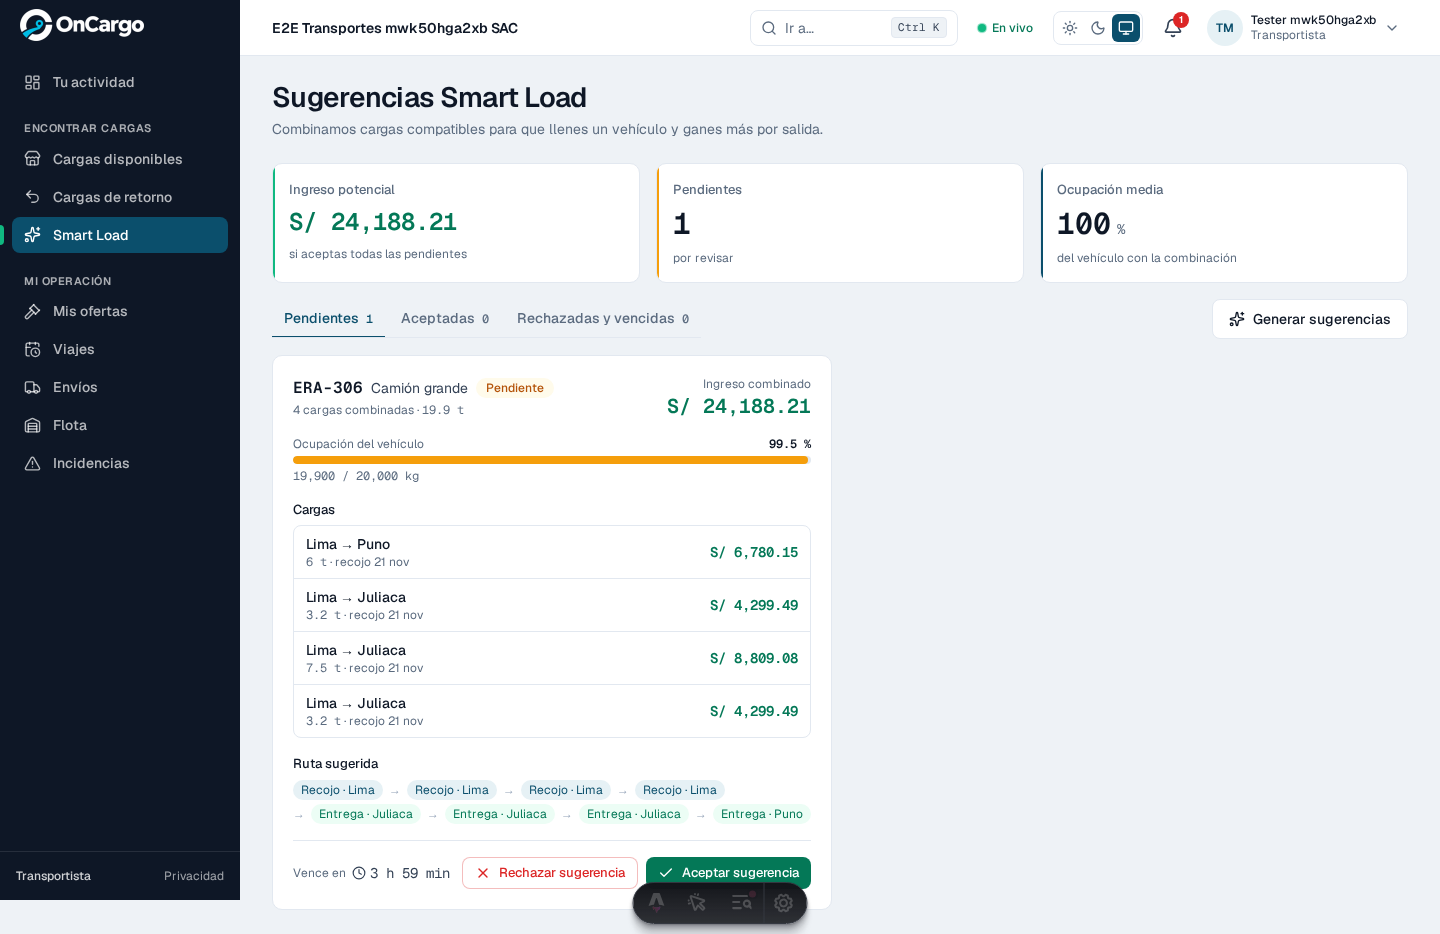 OnCargo
E2E Transportes mwk50hga2xb SAC
Ir a...
Ctrl K
En vivo
1
TM
Tester mwk50hga2xb
Transportista
Tu actividad
ENCONTRAR CARGAS
Cargas disponibles
Cargas de retorno
Smart Load
MI OPERACIÓN
Mis ofertas
Viajes
Envíos
Flota
Incidencias
Transportista
Privacidad
Sugerencias Smart Load
Combinamos cargas compatibles para que llenes un vehículo y ganes más por salida.
Ingreso potencial
S/ 24,188.21
si aceptas todas las pendientes
Pendientes
1
por revisar
Ocupación media
100 %
del vehículo con la combinación
Pendientes 1
Aceptadas 0
Rechazadas y vencidas 0
Generar sugerencias
ERA-306 Camión grande Pendiente
4 cargas combinadas · 19.9 t
Ingreso combinado
S/ 24,188.21
Ocupación del vehículo
99.5 %
19,900 / 20,000 kg
Cargas
Lima → Puno
6 t · recojo 21 nov
S/ 6,780.15
Lima → Juliaca
3.2 t · recojo 21 nov
S/ 4,299.49
Lima → Juliaca
7.5 t · recojo 21 nov
S/ 8,809.08
Lima → Juliaca
3.2 t · recojo 21 nov
S/ 4,299.49
Ruta sugerida
Recojo · Lima → Recojo · Lima → Recojo · Lima → Recojo · Lima
→ Entrega · Juliaca → Entrega · Juliaca → Entrega · Juliaca → Entrega · Puno
Vence en 3 h 59 min
Rechazar sugerencia
Aceptar sugerencia